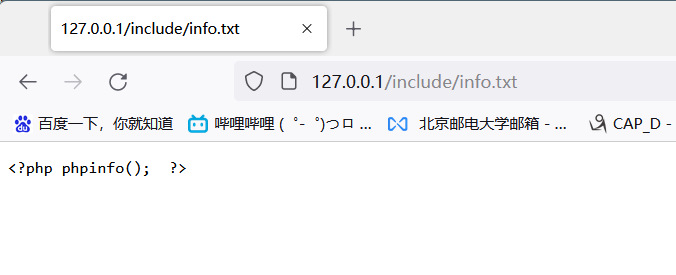 127.0.0.1/include/info.txt
127.0.0.1/include/info.txt
百度一下，你就知道 哔哩哔哩 ( ゜- ゜)つロ ... 北京邮电大学邮箱 - ... CAP_D - ...
<?php phpinfo();  ?>